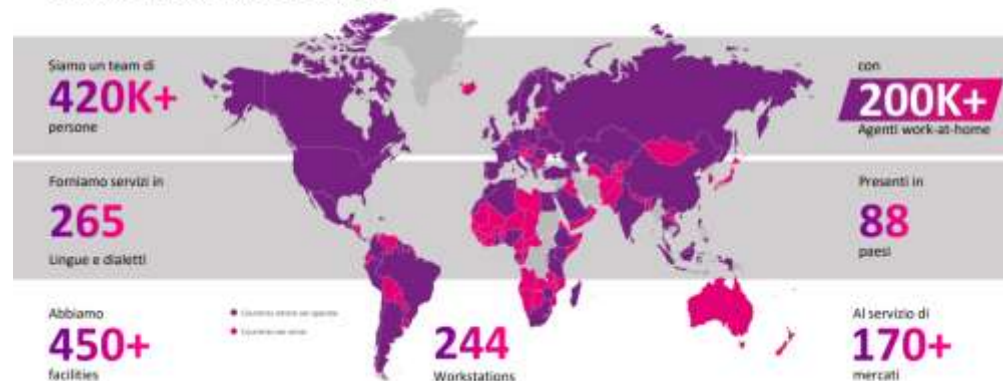 Siamo un team di
420K+
persone
con
200K+
Agenti work-at-home
Forniamo servizi in
265
Lingue e dialetti
Presenti in
88
paesi
Abbiamo
450+
facilities
244
Workstations
Al servizio di
170+
mercati